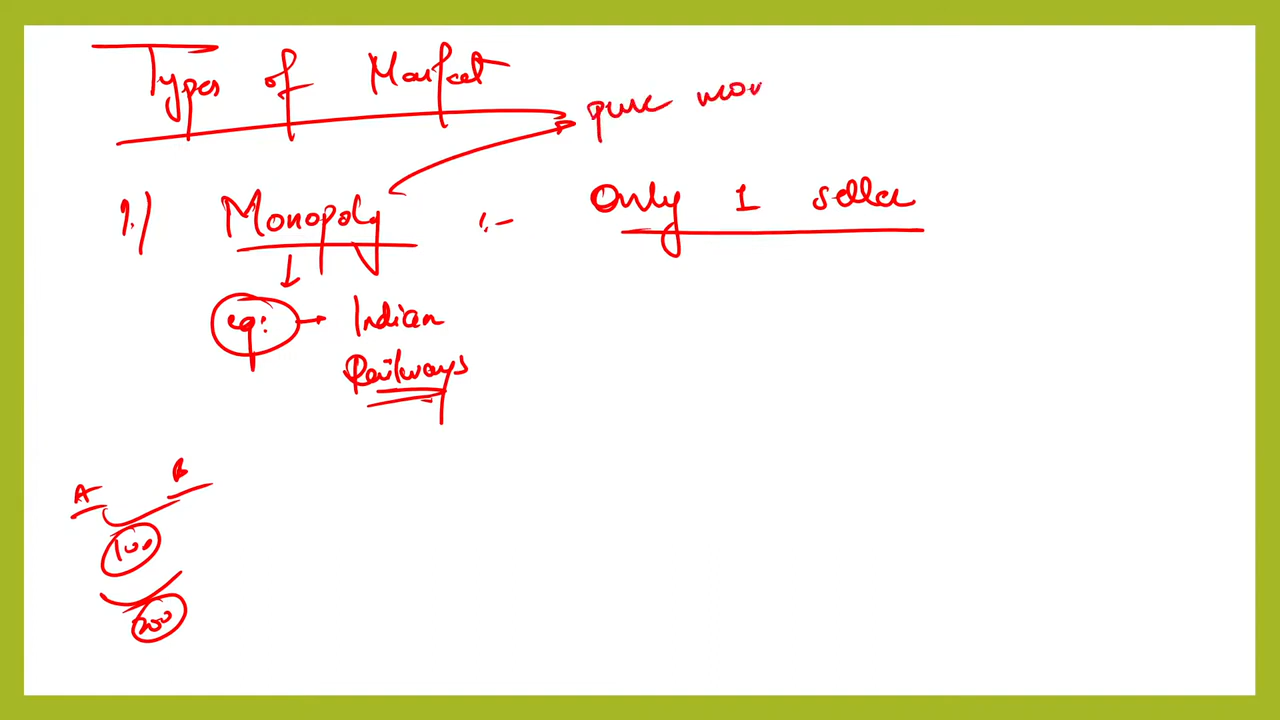 Types of Market
pure mon
1.) Monopoly :- Only 1 seller
eg: → Indian
Railways
A B
100
200